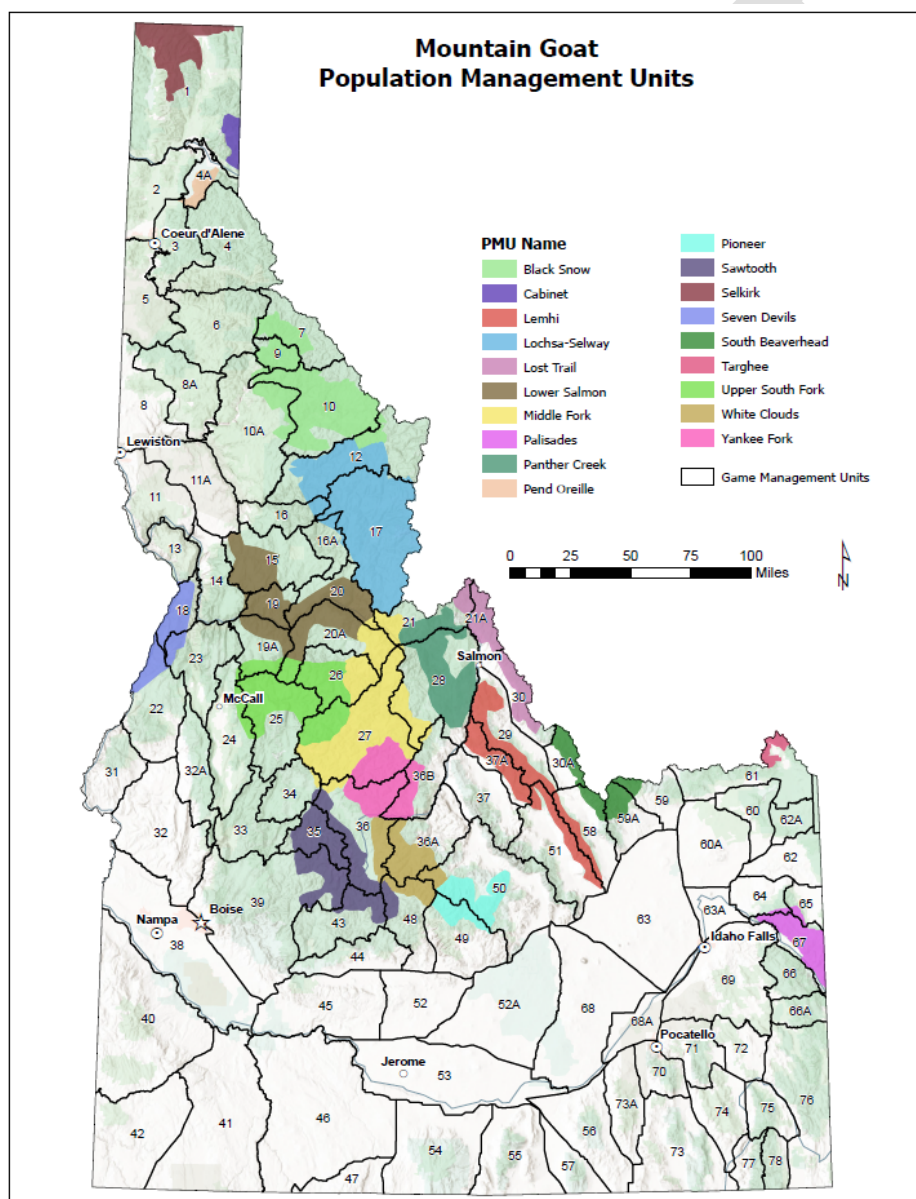 Mountain Goat
Population Management Units
PMU Name
Black Snow
Cabinet
Lemhi
Lochsa-Selway
Lost Trail
Lower Salmon
Middle Fork
Palisades
Panther Creek
Pend Oreille
Pioneer
Sawtooth
Selkirk
Seven Devils
South Beaverhead
Targhee
Upper South Fork
White Clouds
Yankee Fork
Game Management Units
0 25 50 75 100
Miles
N
1
4A
2
Coeur d'Alene
3 4
5
6 7
9
8A
8 10A 10
Lewiston
12
11A
11
16
17
16A
13
15
14
18
19
20
21 21A
20A
19A
23
Salmon
26
28
McCall
30
22 24 25
27
29
30A
37A
31
32A
36B
61
34
37
59
60
59A
62A
32
33
35
36
36A
58
51
60A
62
39
50
64
65
63A
63
Boise
43
48
67
Nampa
49
Idaho Falls
38
44
66
69
45
52
52A
68
66A
68A
40
Pocatello
71
72
Jerome
53
70
73A
74
75
76
42
41
46
54
55
56
57
73
77
78
47